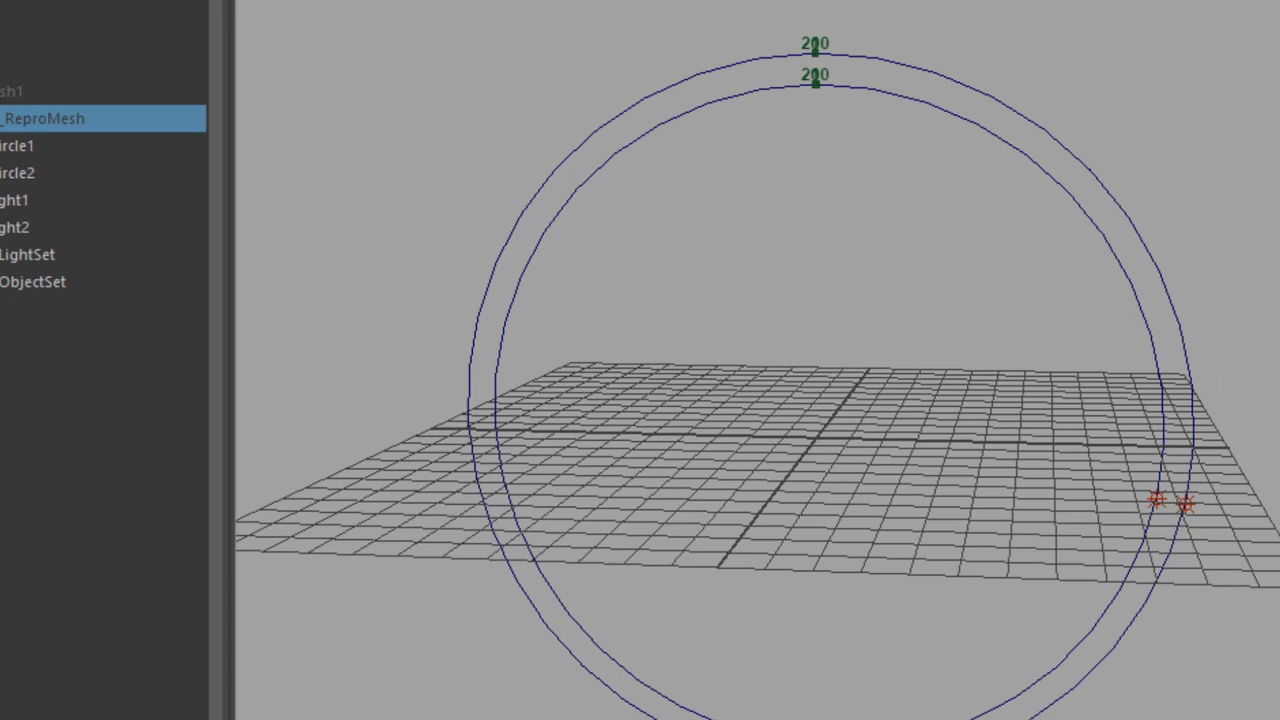 sh1
_ReproMesh
ircle1
ircle2
ght1
ght2
LightSet
ObjectSet
200
200